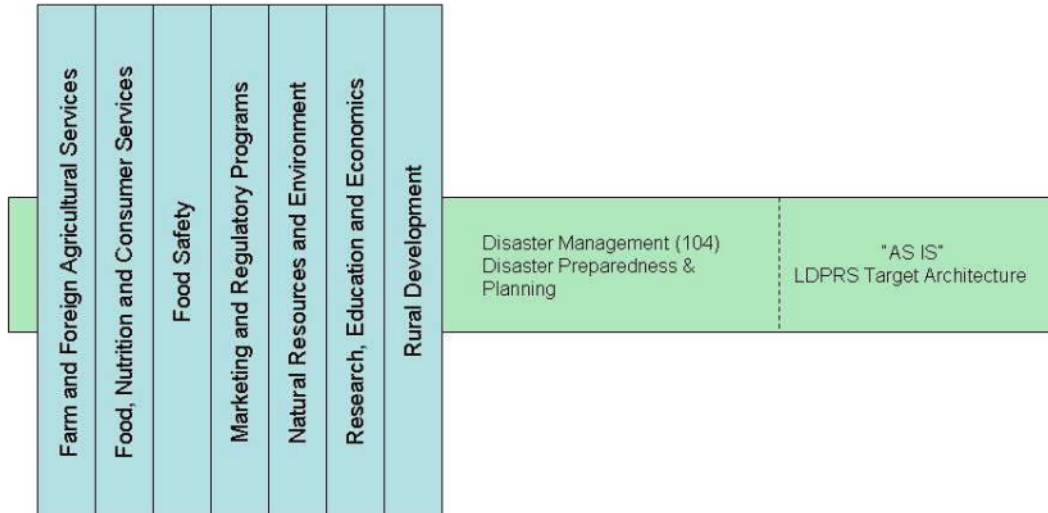 Farm and Foreign Agricultural Services
Food, Nutrition and Consumer Services
Food Safety
Marketing and Regulatory Programs
Natural Resources and Environment
Research, Education and Economics
Rural Development
Disaster Management (104)
Disaster Preparedness &
Planning
"AS IS"
LDPRS Target Architecture